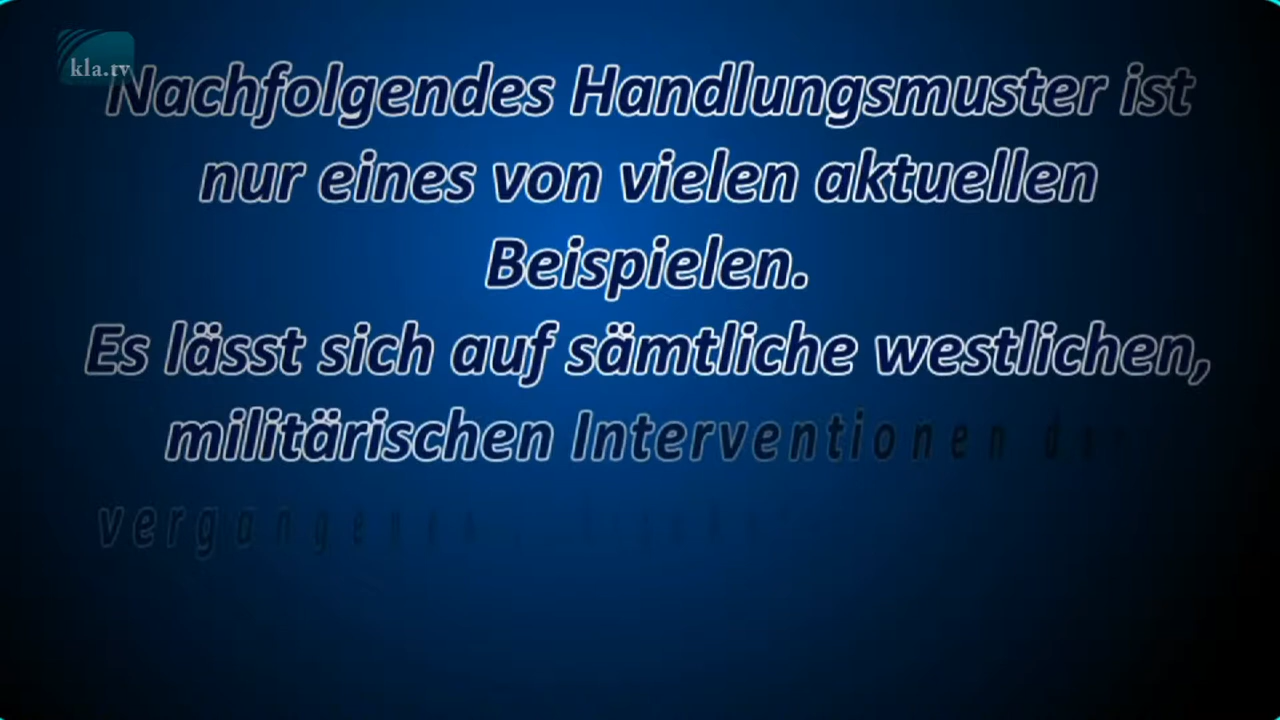 kla.tv
Nachfolgendes Handlungsmuster ist
nur eines von vielen aktuellen
Beispielen.
Es lässt sich auf sämtliche westlichen,
militärischen Interventionen
vergangenen